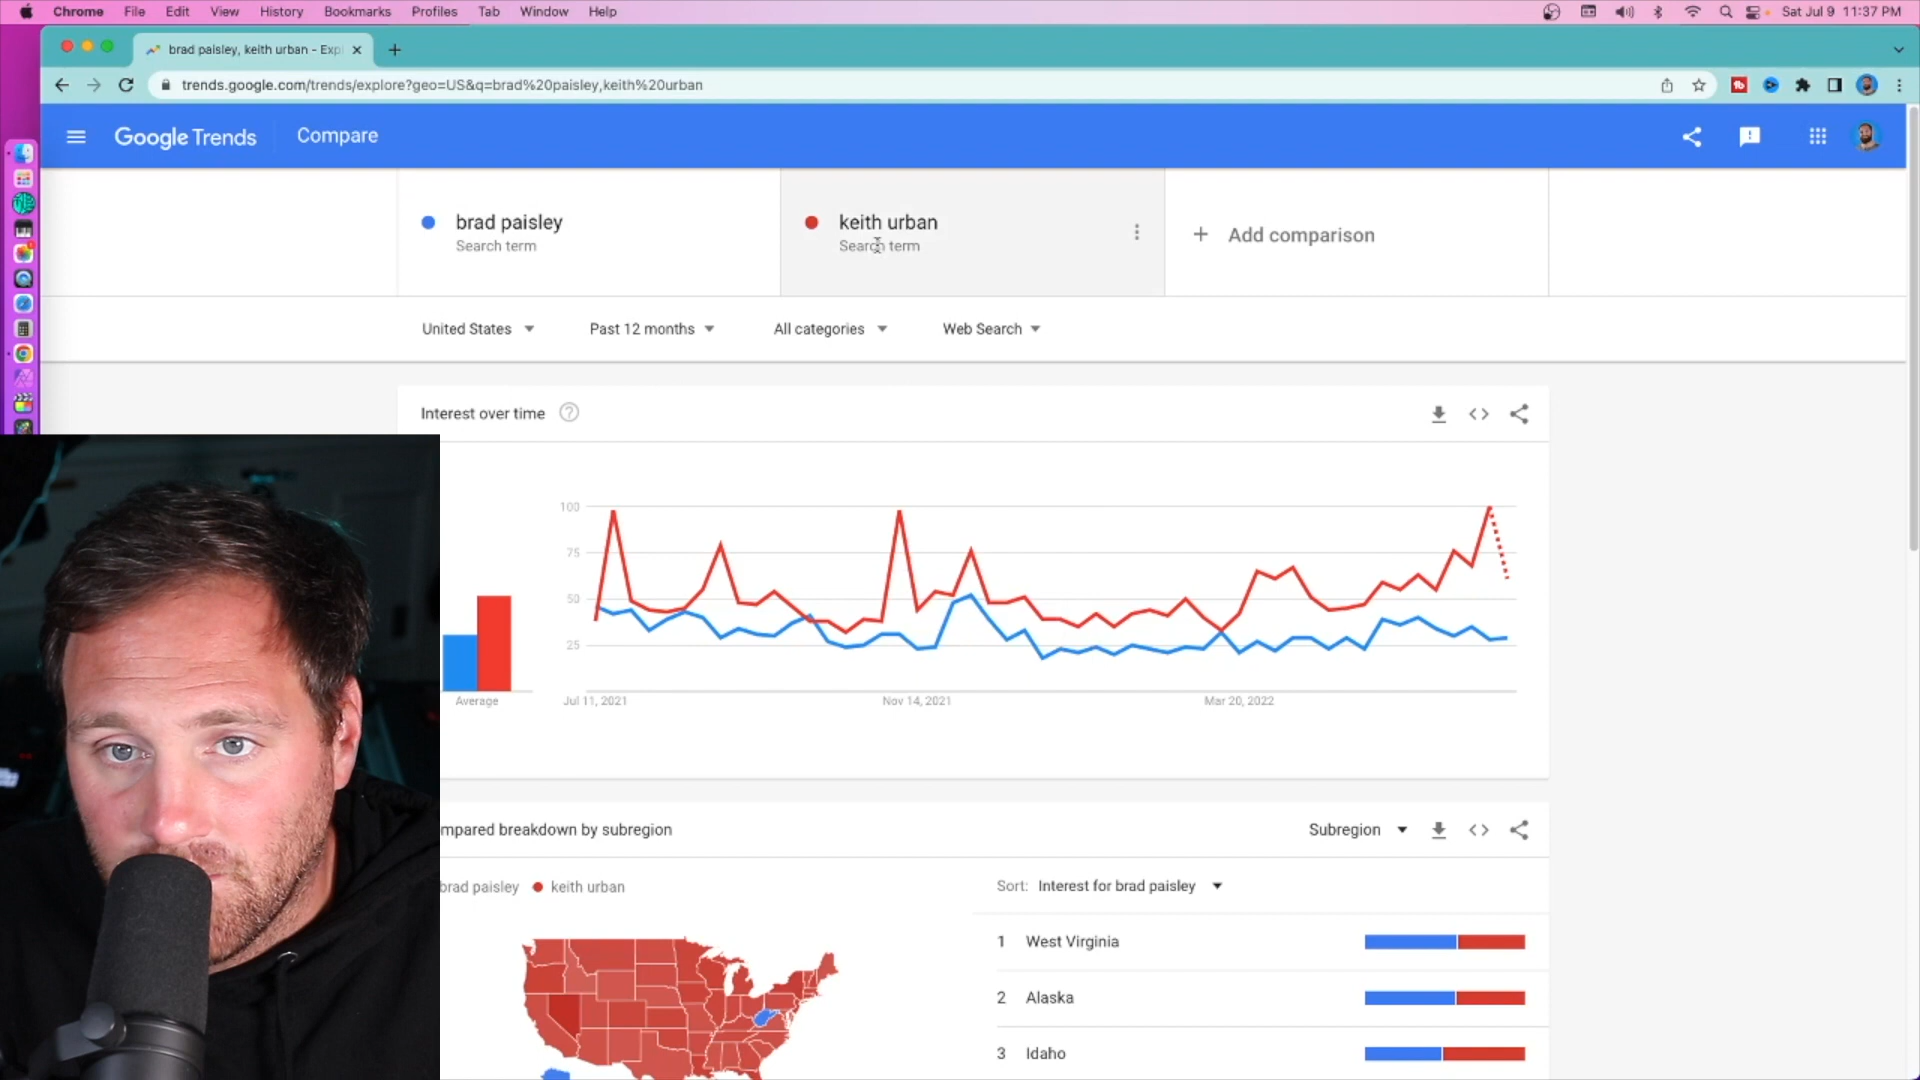 Chrome File Edit View History Bookmarks Profiles Tab Window Help Sat Jul 9 11:37 PM
brad paisley, keith urban - Exp
trends.google.com/trends/explore?geo=US&q=brad%20paisley,keith%20urban
Google Trends Compare
brad paisley
Search term
keith urban
Search term
+ Add comparison
United States Past 12 months All categories Web Search
Interest over time
100
75
50
25
Average
Jul 11, 2021 Nov 14, 2021 Mar 20, 2022
mpared breakdown by subregion Subregion
brad paisley keith urban
Sort: Interest for brad paisley
1 West Virginia
2 Alaska
3 Idaho